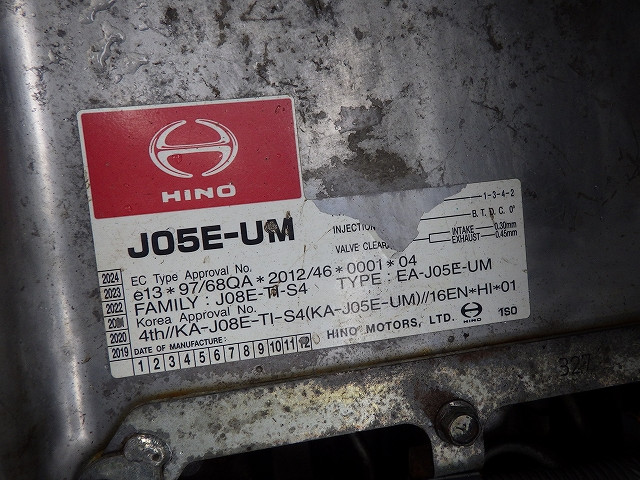 HINO
J05E-UM
1-3-4-2
INJECTION
B.T.D.C. 0°
VALVE CLEAR
INTAKE 0.30mm
EXHAUST 0.45mm
EC Type Approval No.
e13*97/68QA*2012/46*0001*04
FAMILY : J08E-TI-S4 TYPE : EA-J05E-UM
Korea Approval No.
4th//KA-J08E-TI-S4(KA-J05E-UM)//16EN*HI*01
HINO MOTORS, LTD. HINO ISO
2024
2023
2022
2020
2019
DATE OF MANUFACTURE:
1 2 3 4 5 6 7 8 9 10 11 12
327